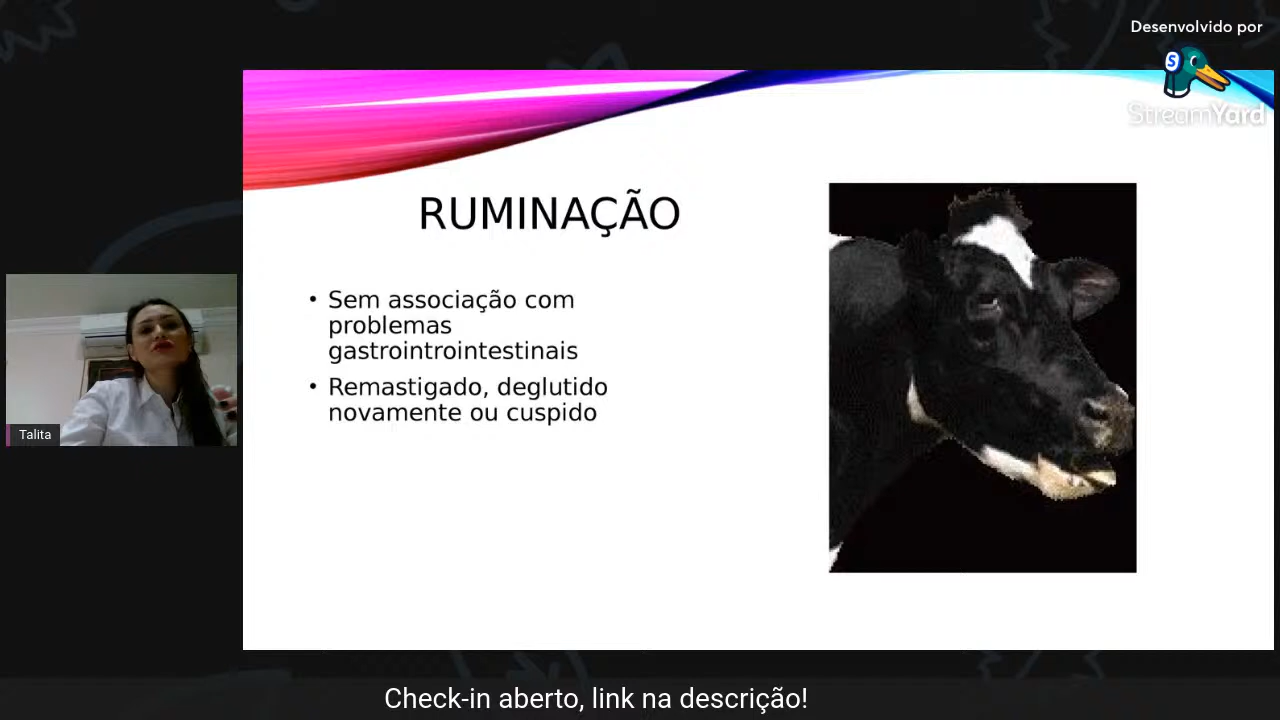 Desenvolvido por
S
StreamYard
RUMINAÇÃO
• Sem associação com
problemas
gastrointrointestinais
• Remastigado, deglutido
novamente ou cuspido
Talita
Check-in aberto, link na descrição!